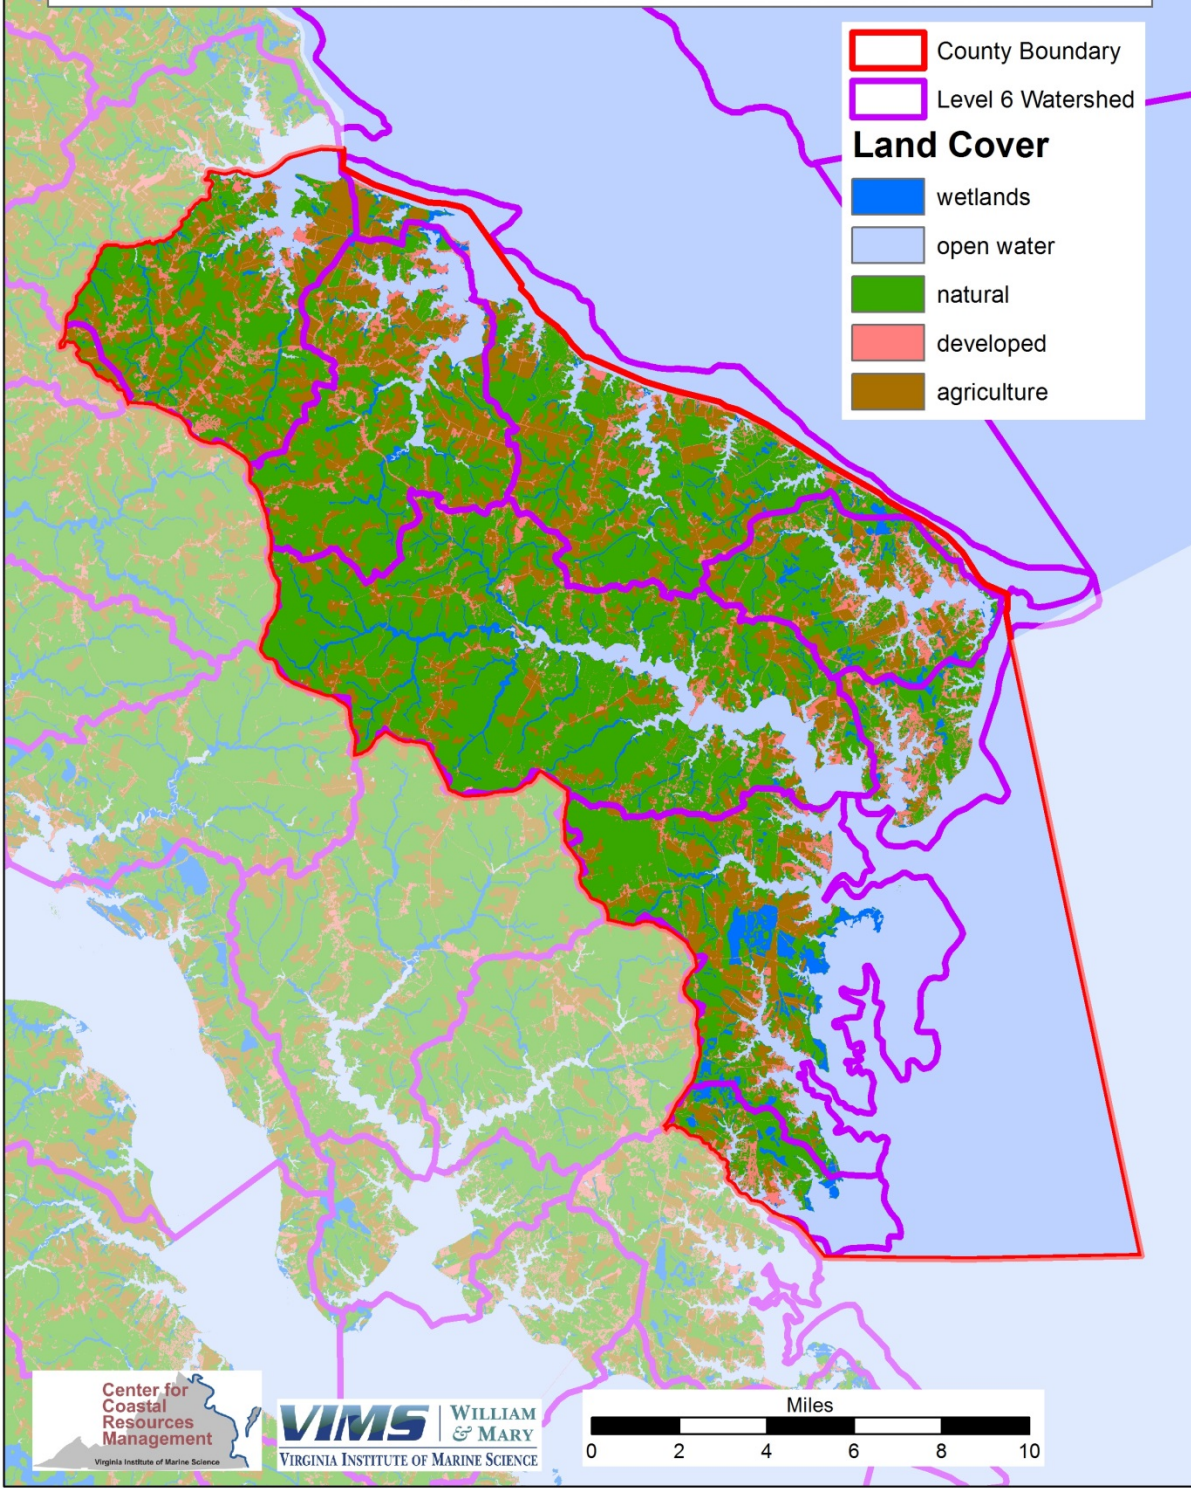 County Boundary
Level 6 Watershed
Land Cover
wetlands
open water
natural
developed
agriculture
Center for
Coastal
Resources
Management
Virginia Institute of Marine Science
VIMS
WILLIAM
& MARY
VIRGINIA INSTITUTE OF MARINE SCIENCE
Miles
0 2 4 6 8 10